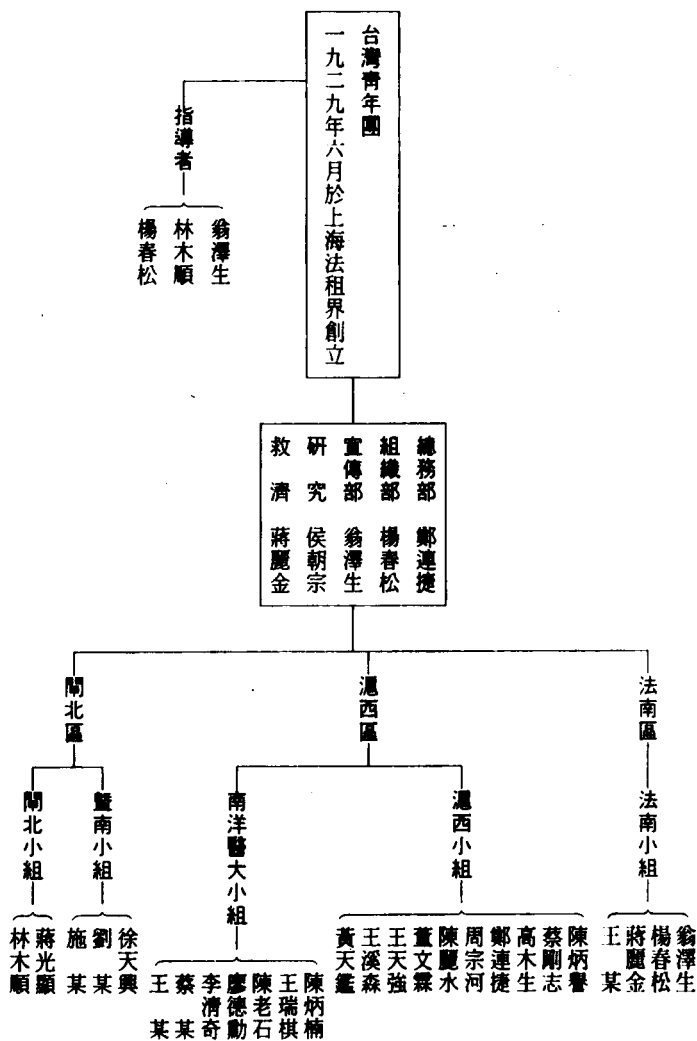 台灣青年團
一九二九年六月於上海法租界創立
指導者
翁澤生
林木順
楊春松
總務部 鄭連捷
組織部 楊春松
宣傳部 翁澤生
研究 侯朝宗
救濟 蔣麗金
法南區
法南小組
翁澤生
楊春松
蔣麗金
王某
滬西區
滬西小組
陳炳譽
蔡剛志
高木生
鄭連捷
周宗河
陳麗水
董文霖
王天強
王溪森
黃天鑑
南洋醫大小組
陳炳楠
王瑞棋
陳老石
廖德勳
李清奇
蔡某
王某
閘北區
暨南小組
徐天興
劉某
施某
閘北小組
蔣光顯
林木順